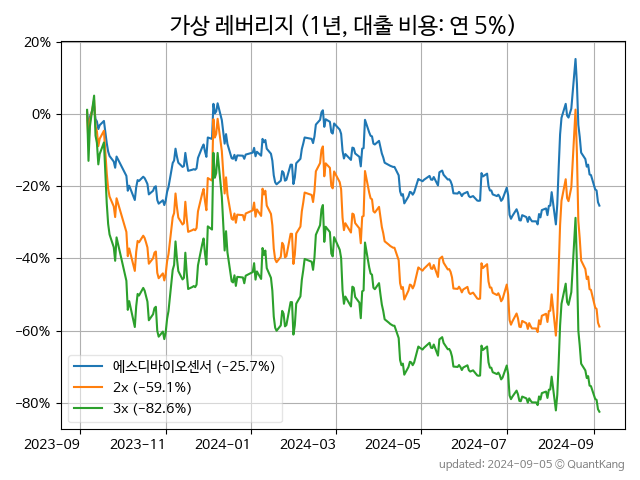 가상 레버리지 (1년, 대출 비용: 연 5%)
20%
0%
−20%
−40%
−60%
−80%
에스디바이오센서 (−25.7%)
2x (−59.1%)
3x (−82.6%)
2023-09 2023-11 2024-01 2024-03 2024-05 2024-07 2024-09
updated: 2024-09-05 © QuantKang